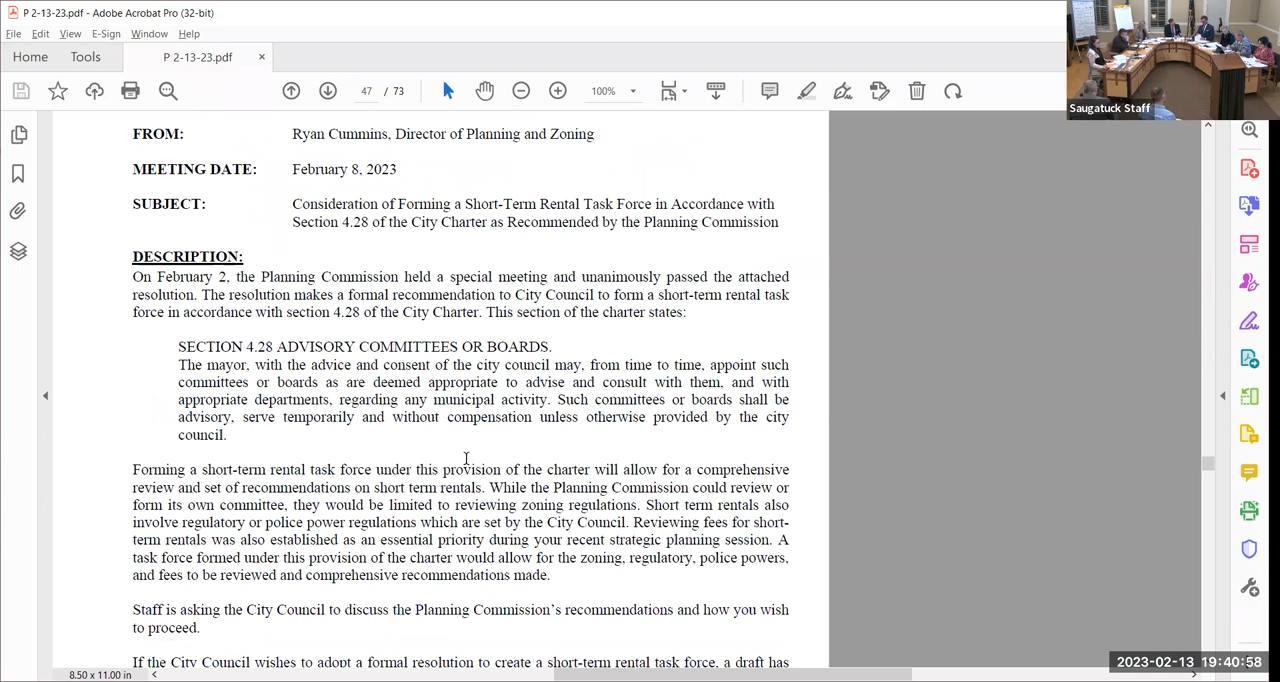 P 2-13-23.pdf - Adobe Acrobat Pro (32-bit)
File Edit View E-Sign Window Help
Home Tools P 2-13-23.pdf ×
47 / 73 100%
Saugatuck Staff
FROM: Ryan Cummins, Director of Planning and Zoning
MEETING DATE: February 8, 2023
SUBJECT: Consideration of Forming a Short-Term Rental Task Force in Accordance with
Section 4.28 of the City Charter as Recommended by the Planning Commission
DESCRIPTION:
On February 2, the Planning Commission held a special meeting and unanimously passed the attached
resolution. The resolution makes a formal recommendation to City Council to form a short-term rental task
force in accordance with section 4.28 of the City Charter. This section of the charter states:
SECTION 4.28 ADVISORY COMMITTEES OR BOARDS.
The mayor, with the advice and consent of the city council may, from time to time, appoint such
committees or boards as are deemed appropriate to advise and consult with them, and with
appropriate departments, regarding any municipal activity. Such committees or boards shall be
advisory, serve temporarily and without compensation unless otherwise provided by the city
council.
Forming a short-term rental task force under this provision of the charter will allow for a comprehensive
review and set of recommendations on short term rentals. While the Planning Commission could review or
form its own committee, they would be limited to reviewing zoning regulations. Short term rentals also
involve regulatory or police power regulations which are set by the City Council. Reviewing fees for short-
term rentals was also established as an essential priority during your recent strategic planning session. A
task force formed under this provision of the charter would allow for the zoning, regulatory, police powers,
and fees to be reviewed and comprehensive recommendations made.
Staff is asking the City Council to discuss the Planning Commission's recommendations and how you wish
to proceed.
If the City Council wishes to adopt a formal resolution to create a short-term rental task force, a draft has
8.50 x 11.00 in
2023-02-13 19:40:58